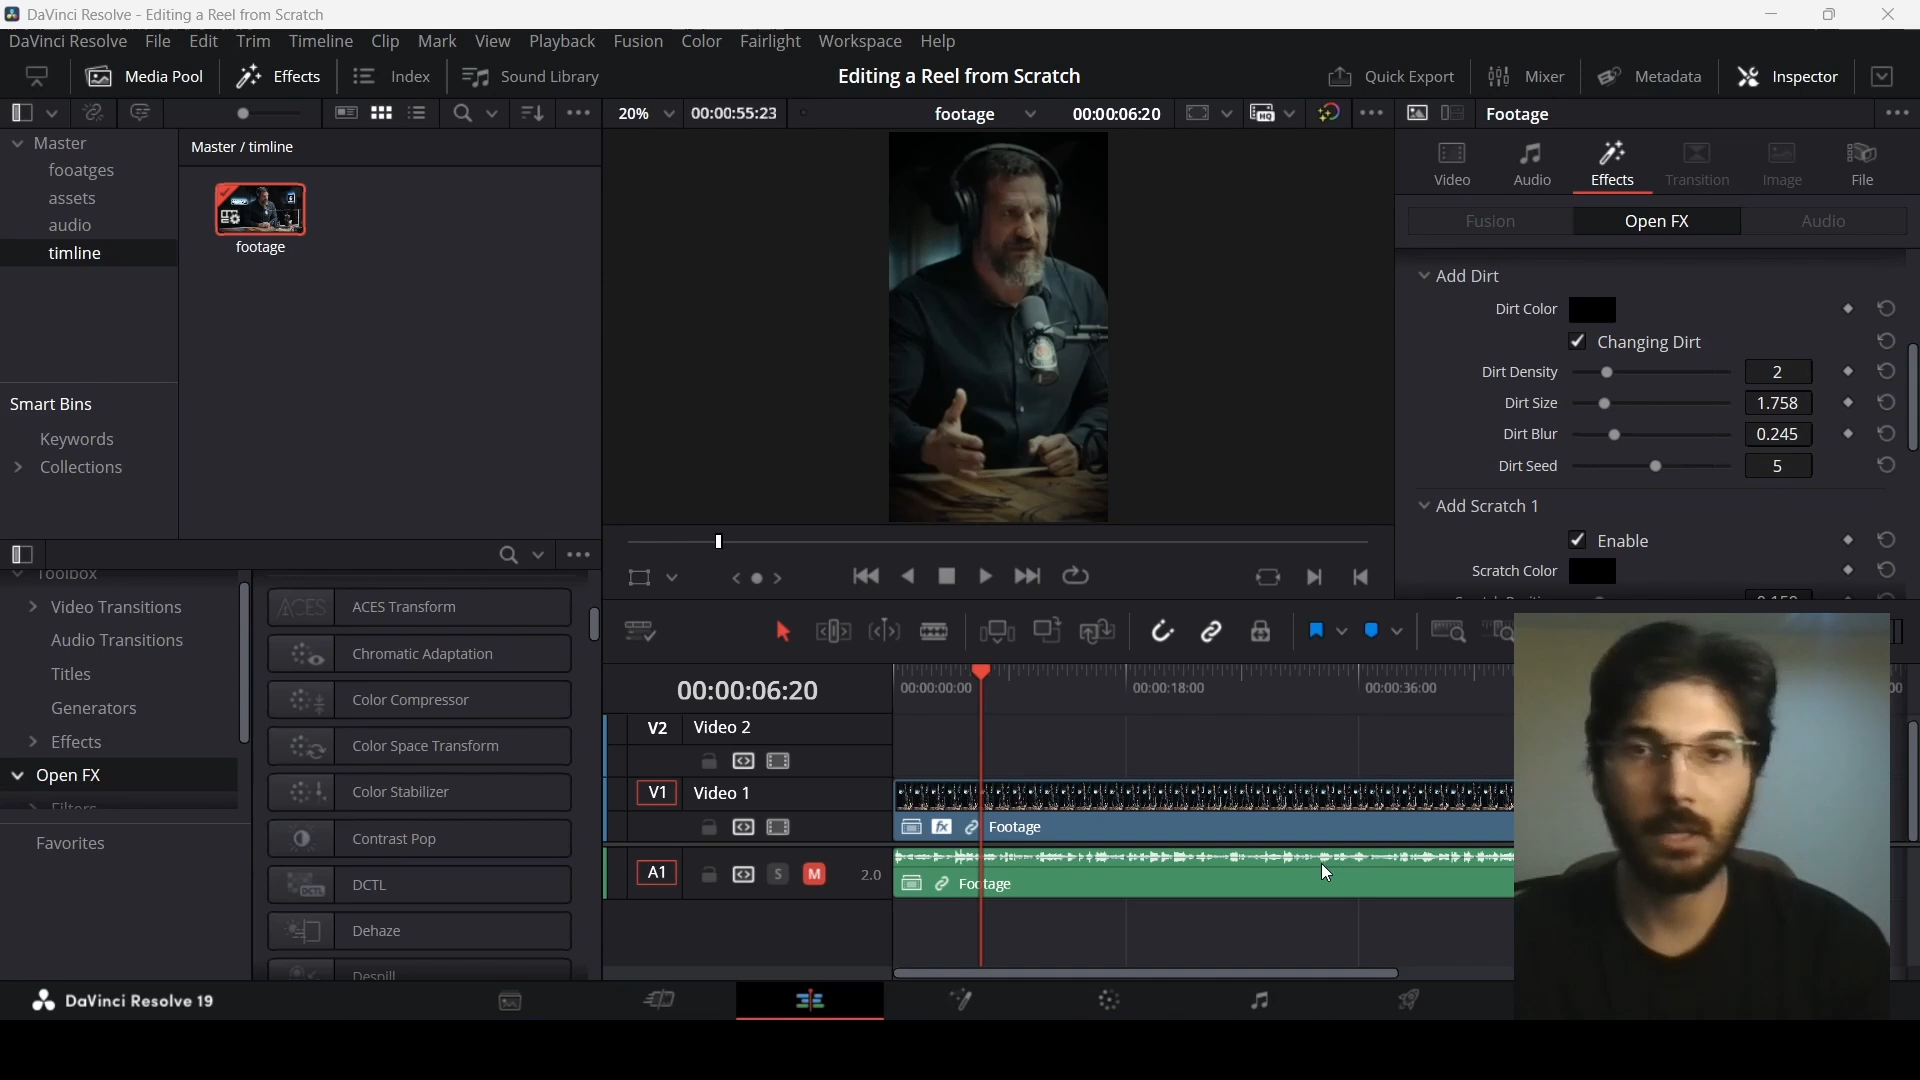 DaVinci Resolve - Editing a Reel from Scratch
DaVinci Resolve File Edit Trim Timeline Clip Mark View Playback Fusion Color Fairlight Workspace Help
Media Pool Effects Index Sound Library Editing a Reel from Scratch Quick Export Mixer Metadata Inspector
20% 00:00:55:23 footage 00:00:06:20 HQ Footage
Master
fooatges
assets
audio
timline
Master / timline
footage
Smart Bins
Keywords
Collections
Video Audio Effects Transition Image File
Fusion Open FX Audio
Add Dirt
Dirt Color
Changing Dirt
Dirt Density 2
Dirt Size 1.758
Dirt Blur 0.245
Dirt Seed 5
Add Scratch 1
Enable
Scratch Color
Toolbox
Video Transitions
Audio Transitions
Titles
Generators
Effects
Open FX
Filters
Favorites
ACES ACES Transform
Chromatic Adaptation
Color Compressor
Color Space Transform
Color Stabilizer
Contrast Pop
DCTL DCTL
Dehaze
Despill
00:00:06:20 00:00:00:00 00:00:18:00 00:00:36:00
V2 Video 2
V1 Video 1
fx Footage
A1 S M 2.0
Footage
DaVinci Resolve 19